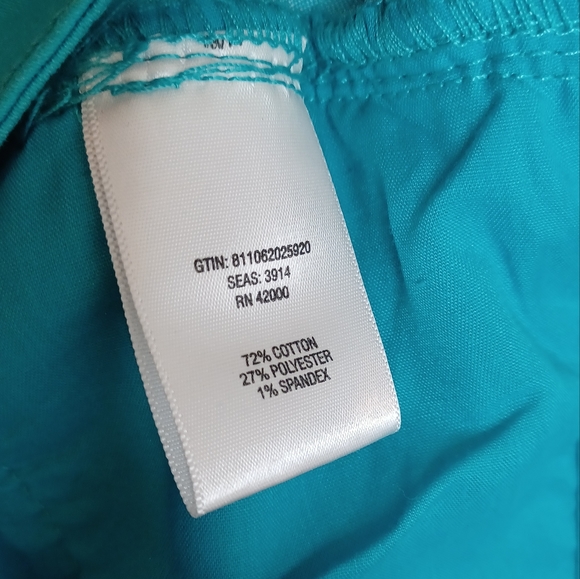 GTIN: 811062025920
SEAS: 3914
RN 42000
72% COTTON
27% POLYESTER
1% SPANDEX